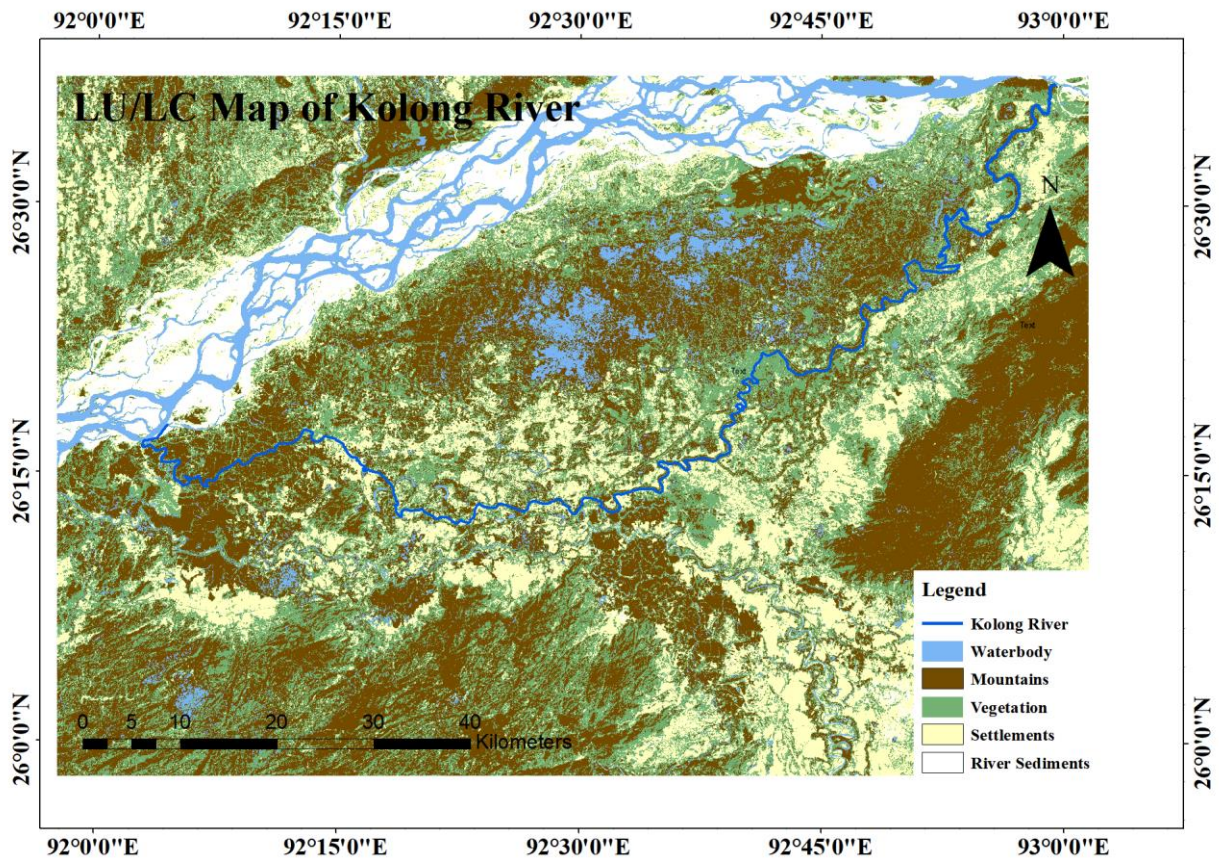 92°0'0"E 92°15'0"E 92°30'0"E 92°45'0"E 93°0'0"E
LU/LC Map of Kolong River
26°30'0"N
26°30'0"N
N
Text
Text
26°15'0"N
26°15'0"N
Legend
Kolong River
Waterbody
Mountains
Vegetation
Settlements
River Sediments
0 5 10 20 30 40
Kilometers
26°0'0"N
26°0'0"N
92°0'0"E 92°15'0"E 92°30'0"E 92°45'0"E 93°0'0"E